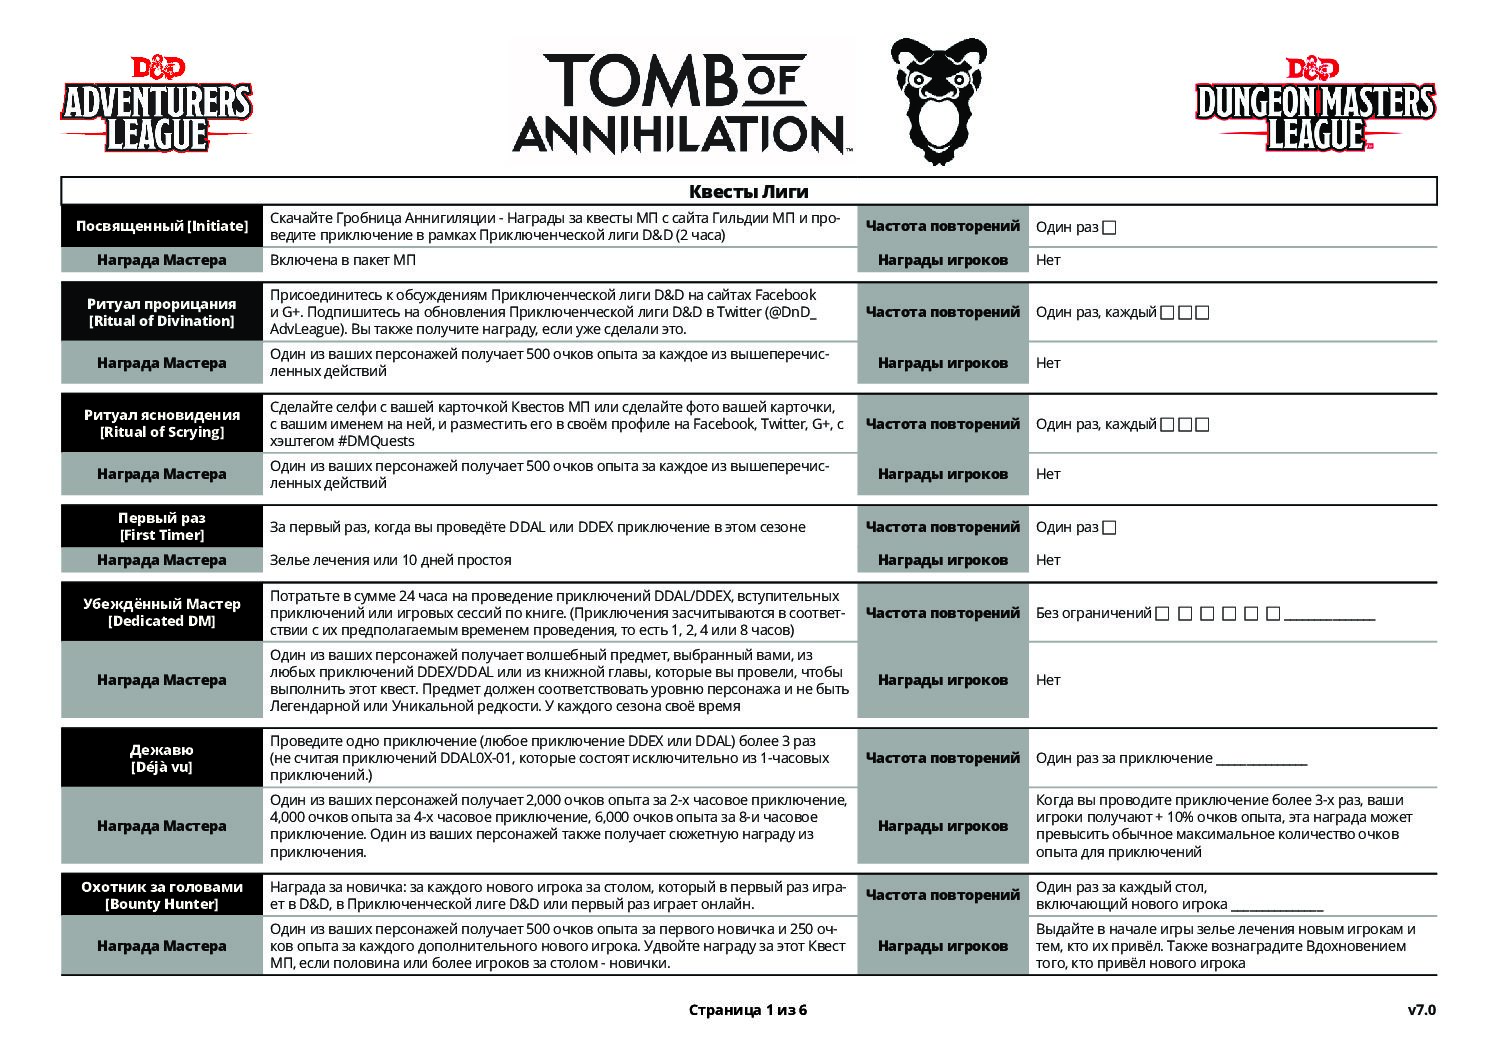 D&D
ADVENTURERS
LEAGUE
TOMB OF
ANNIHILATION™
D&D
DUNGEON MASTERS
LEAGUE
Квесты Лиги
Посвященный [Initiate]
Скачайте Гробница Аннигиляции - Награды за квесты МП с сайта Гильдии МП и про-
ведите приключение в рамках Приключенческой лиги D&D (2 часа)
Частота повторений
Один раз
Награда Мастера
Включена в пакет МП
Награды игроков
Нет
Ритуал прорицания
[Ritual of Divination]
Присоединитесь к обсуждениям Приключенческой лиги D&D на сайтах Facebook
и G+. Подпишитесь на обновления Приключенческой лиги D&D в Twitter (@DnD_
AdvLeague). Вы также получите награду, если уже сделали это.
Частота повторений
Один раз, каждый
Награда Мастера
Один из ваших персонажей получает 500 очков опыта за каждое из вышеперечис-
ленных действий
Награды игроков
Нет
Ритуал ясновидения
[Ritual of Scrying]
Сделайте селфи с вашей карточкой Квестов МП или сделайте фото вашей карточки,
с вашим именем на ней, и разместить его в своём профиле на Facebook, Twitter, G+, с
хэштегом #DMQuests
Частота повторений
Один раз, каждый
Награда Мастера
Один из ваших персонажей получает 500 очков опыта за каждое из вышеперечис-
ленных действий
Награды игроков
Нет
Первый раз
[First Timer]
За первый раз, когда вы проведёте DDAL или DDEX приключение в этом сезоне
Частота повторений
Один раз
Награда Мастера
Зелье лечения или 10 дней простоя
Награды игроков
Нет
Убеждённый Мастер
[Dedicated DM]
Потратьте в сумме 24 часа на проведение приключений DDAL/DDEX, вступительных
приключений или игровых сессий по книге. (Приключения засчитываются в соответ-
ствии с их предполагаемым временем проведения, то есть 1, 2, 4 или 8 часов)
Частота повторений
Без ограничений _______________
Награда Мастера
Один из ваших персонажей получает волшебный предмет, выбранный вами, из
любых приключений DDEX/DDAL или из книжной главы, которые вы провели, чтобы
выполнить этот квест. Предмет должен соответствовать уровню персонажа и не быть
Легендарной или Уникальной редкости. У каждого сезона своё время
Награды игроков
Нет
Дежавю
[Déjà vu]
Проведите одно приключение (любое приключение DDEX или DDAL) более 3 раз
(не считая приключений DDAL0X-01, которые состоят исключительно из 1-часовых
приключений.)
Частота повторений
Один раз за приключение _______________
Награда Мастера
Один из ваших персонажей получает 2,000 очков опыта за 2-х часовое приключение,
4,000 очков опыта за 4-х часовое приключение, 6,000 очков опыта за 8-и часовое
приключение. Один из ваших персонажей также получает сюжетную награду из
приключения.
Награды игроков
Когда вы проводите приключение более 3-х раз, ваши
игроки получают + 10% очков опыта, эта награда может
превысить обычное максимальное количество очков
опыта для приключений
Охотник за головами
[Bounty Hunter]
Награда за новичка: за каждого нового игрока за столом, который в первый раз игра-
ет в D&D, в Приключенческой лиге D&D или первый раз играет онлайн.
Частота повторений
Один раз за каждый стол,
включающий нового игрока _______________
Награда Мастера
Один из ваших персонажей получает 500 очков опыта за первого новичка и 250 оч-
ков опыта за каждого дополнительного нового игрока. Удвойте награду за этот Квест
МП, если половина или более игроков за столом - новички.
Награды игроков
Выдайте в начале игры зелье лечения новым игрокам и
тем, кто их привёл. Также вознаградите Вдохновением
того, кто привёл нового игрока
Страница 1 из 6
v7.0